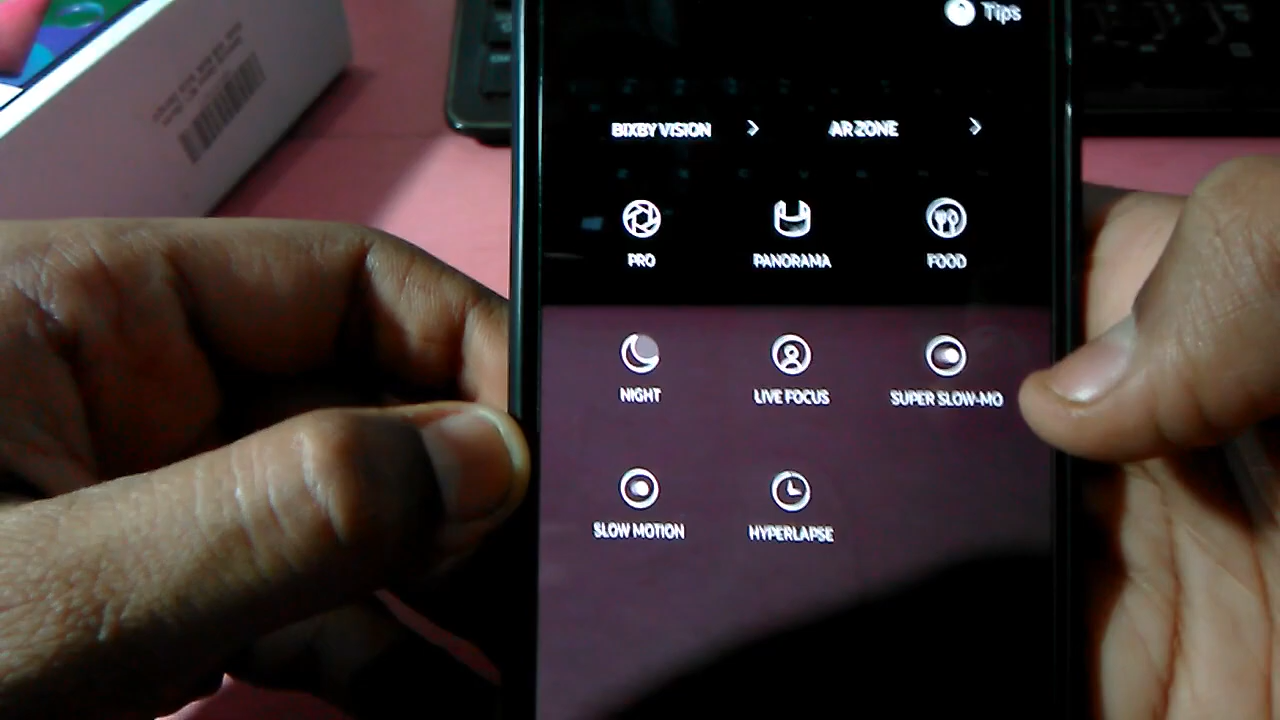 Tips
BIXBY VISION > AR ZONE >
PRO PANORAMA FOOD
NIGHT LIVE FOCUS SUPER SLOW-MO
SLOW MOTION HYPERLAPSE